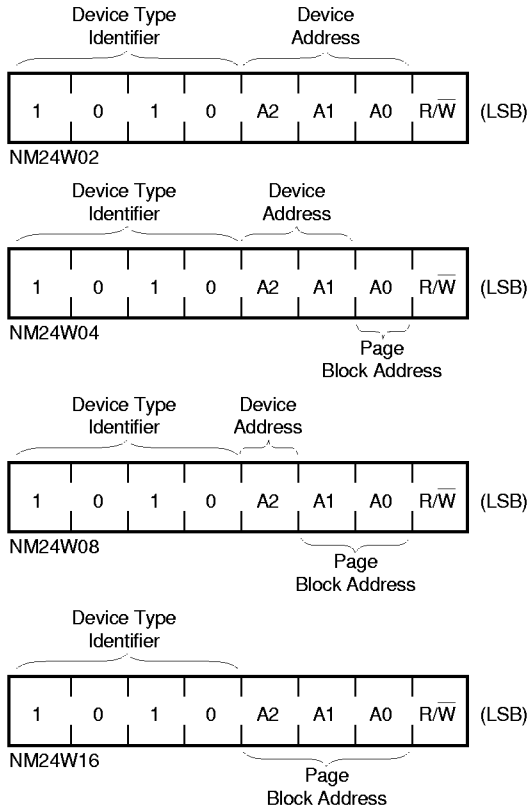 Device Type Device
Identifier Address
1 0 1 0 A2 A1 A0 R/W̅ (LSB)
NM24W02
Device Type Device
Identifier Address
1 0 1 0 A2 A1 A0 R/W̅ (LSB)
NM24W04
Page
Block Address
Device Type Device
Identifier Address
1 0 1 0 A2 A1 A0 R/W̅ (LSB)
NM24W08
Page
Block Address
Device Type
Identifier
1 0 1 0 A2 A1 A0 R/W̅ (LSB)
NM24W16
Page
Block Address